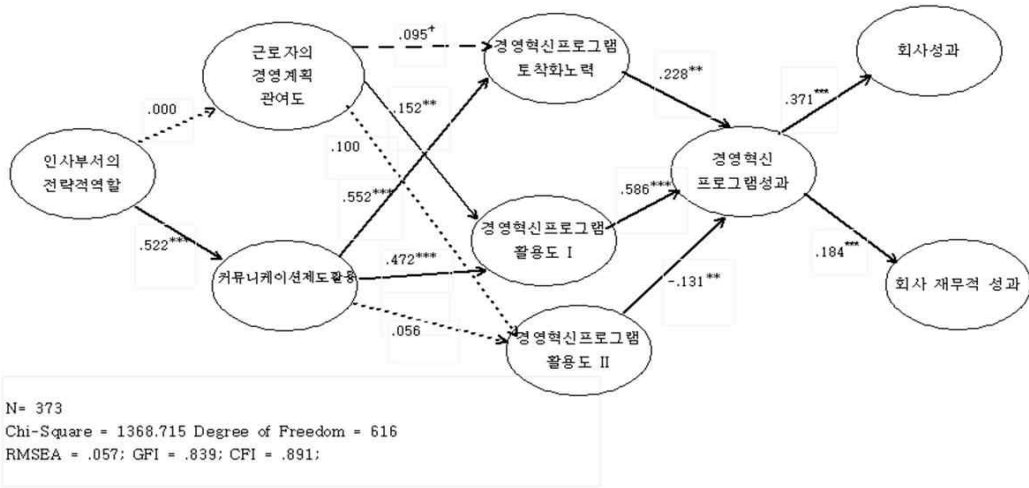 근로자의
경영계획
관여도
.095+
경영혁신프로그램
토착화노력
회사성과
.228**
.371***
.000
.152**
.100
인사부서의
전략적역할
경영혁신
프로그램성과
.552***
.586***
.522***
경영혁신프로그램
활용도 I
커뮤니케이션제도활용
.472***
-.131**
.184***
회사 재무적 성과
.056
경영혁신프로그램
활용도 II
N= 373
Chi-Square = 1368.715 Degree of Freedom = 616
RMSEA = .057; GFI = .839; CFI = .891;